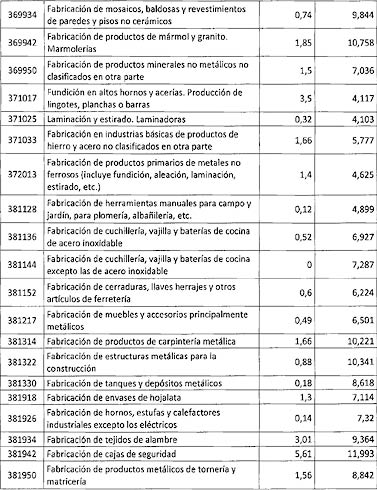 369934 Fabricación de mosaicos, baldosas y revestimientos 0,74 9,844
de paredes y pisos no cerámicos
369942 Fabricación de productos de mármol y granito. 1,85 10,758
Marmolerías
369950 Fabricación de productos minerales no metálicos no 1,5 7,036
clasificados en otra parte
371017 Fundición en altos hornos y acerías. Producción de 3,5 4,117
lingotes, planchas o barras
371025 Laminación y estirado. Laminadoras 0,32 4,103
371033 Fabricación en industrias básicas de productos de 1,66 5,777
hierro y acero no clasificados en otra parte
372013 Fabricación de productos primarios de metales no 1,4 4,625
ferrosos (incluye fundición, aleación, laminación,
estirado, etc.)
381128 Fabricación de herramientas manuales para campo y 0,12 4,899
jardín, para plomería, albañilería, etc.
381136 Fabricación de cuchillería, vajilla y baterías de cocina 0,52 6,927
de acero inoxidable
381144 Fabricación de cuchillería, vajilla y baterías de cocina 0 7,287
excepto las de acero inoxidable
381152 Fabricación de cerraduras, llaves herrajes y otros 0,6 6,224
artículos de ferretería
381217 Fabricación de muebles y accesorios principalmente 0,49 6,501
metálicos
381314 Fabricación de productos de carpintería metálica 1,66 10,221
381322 Fabricación de estructuras metálicas para la 0,88 10,341
construcción
381330 Fabricación de tanques y depósitos metálicos 0,18 8,618
381918 Fabricación de envases de hojalata 1,3 7,114
381926 Fabricación de hornos, estufas y calefactores 0,14 7,32
industriales excepto los eléctricos
381934 Fabricación de tejidos de alambre 3,01 9,364
381942 Fabricación de cajas de seguridad 5,61 11,993
381950 Fabricación de productos metálicos de tornería y 1,56 8,842
matricería